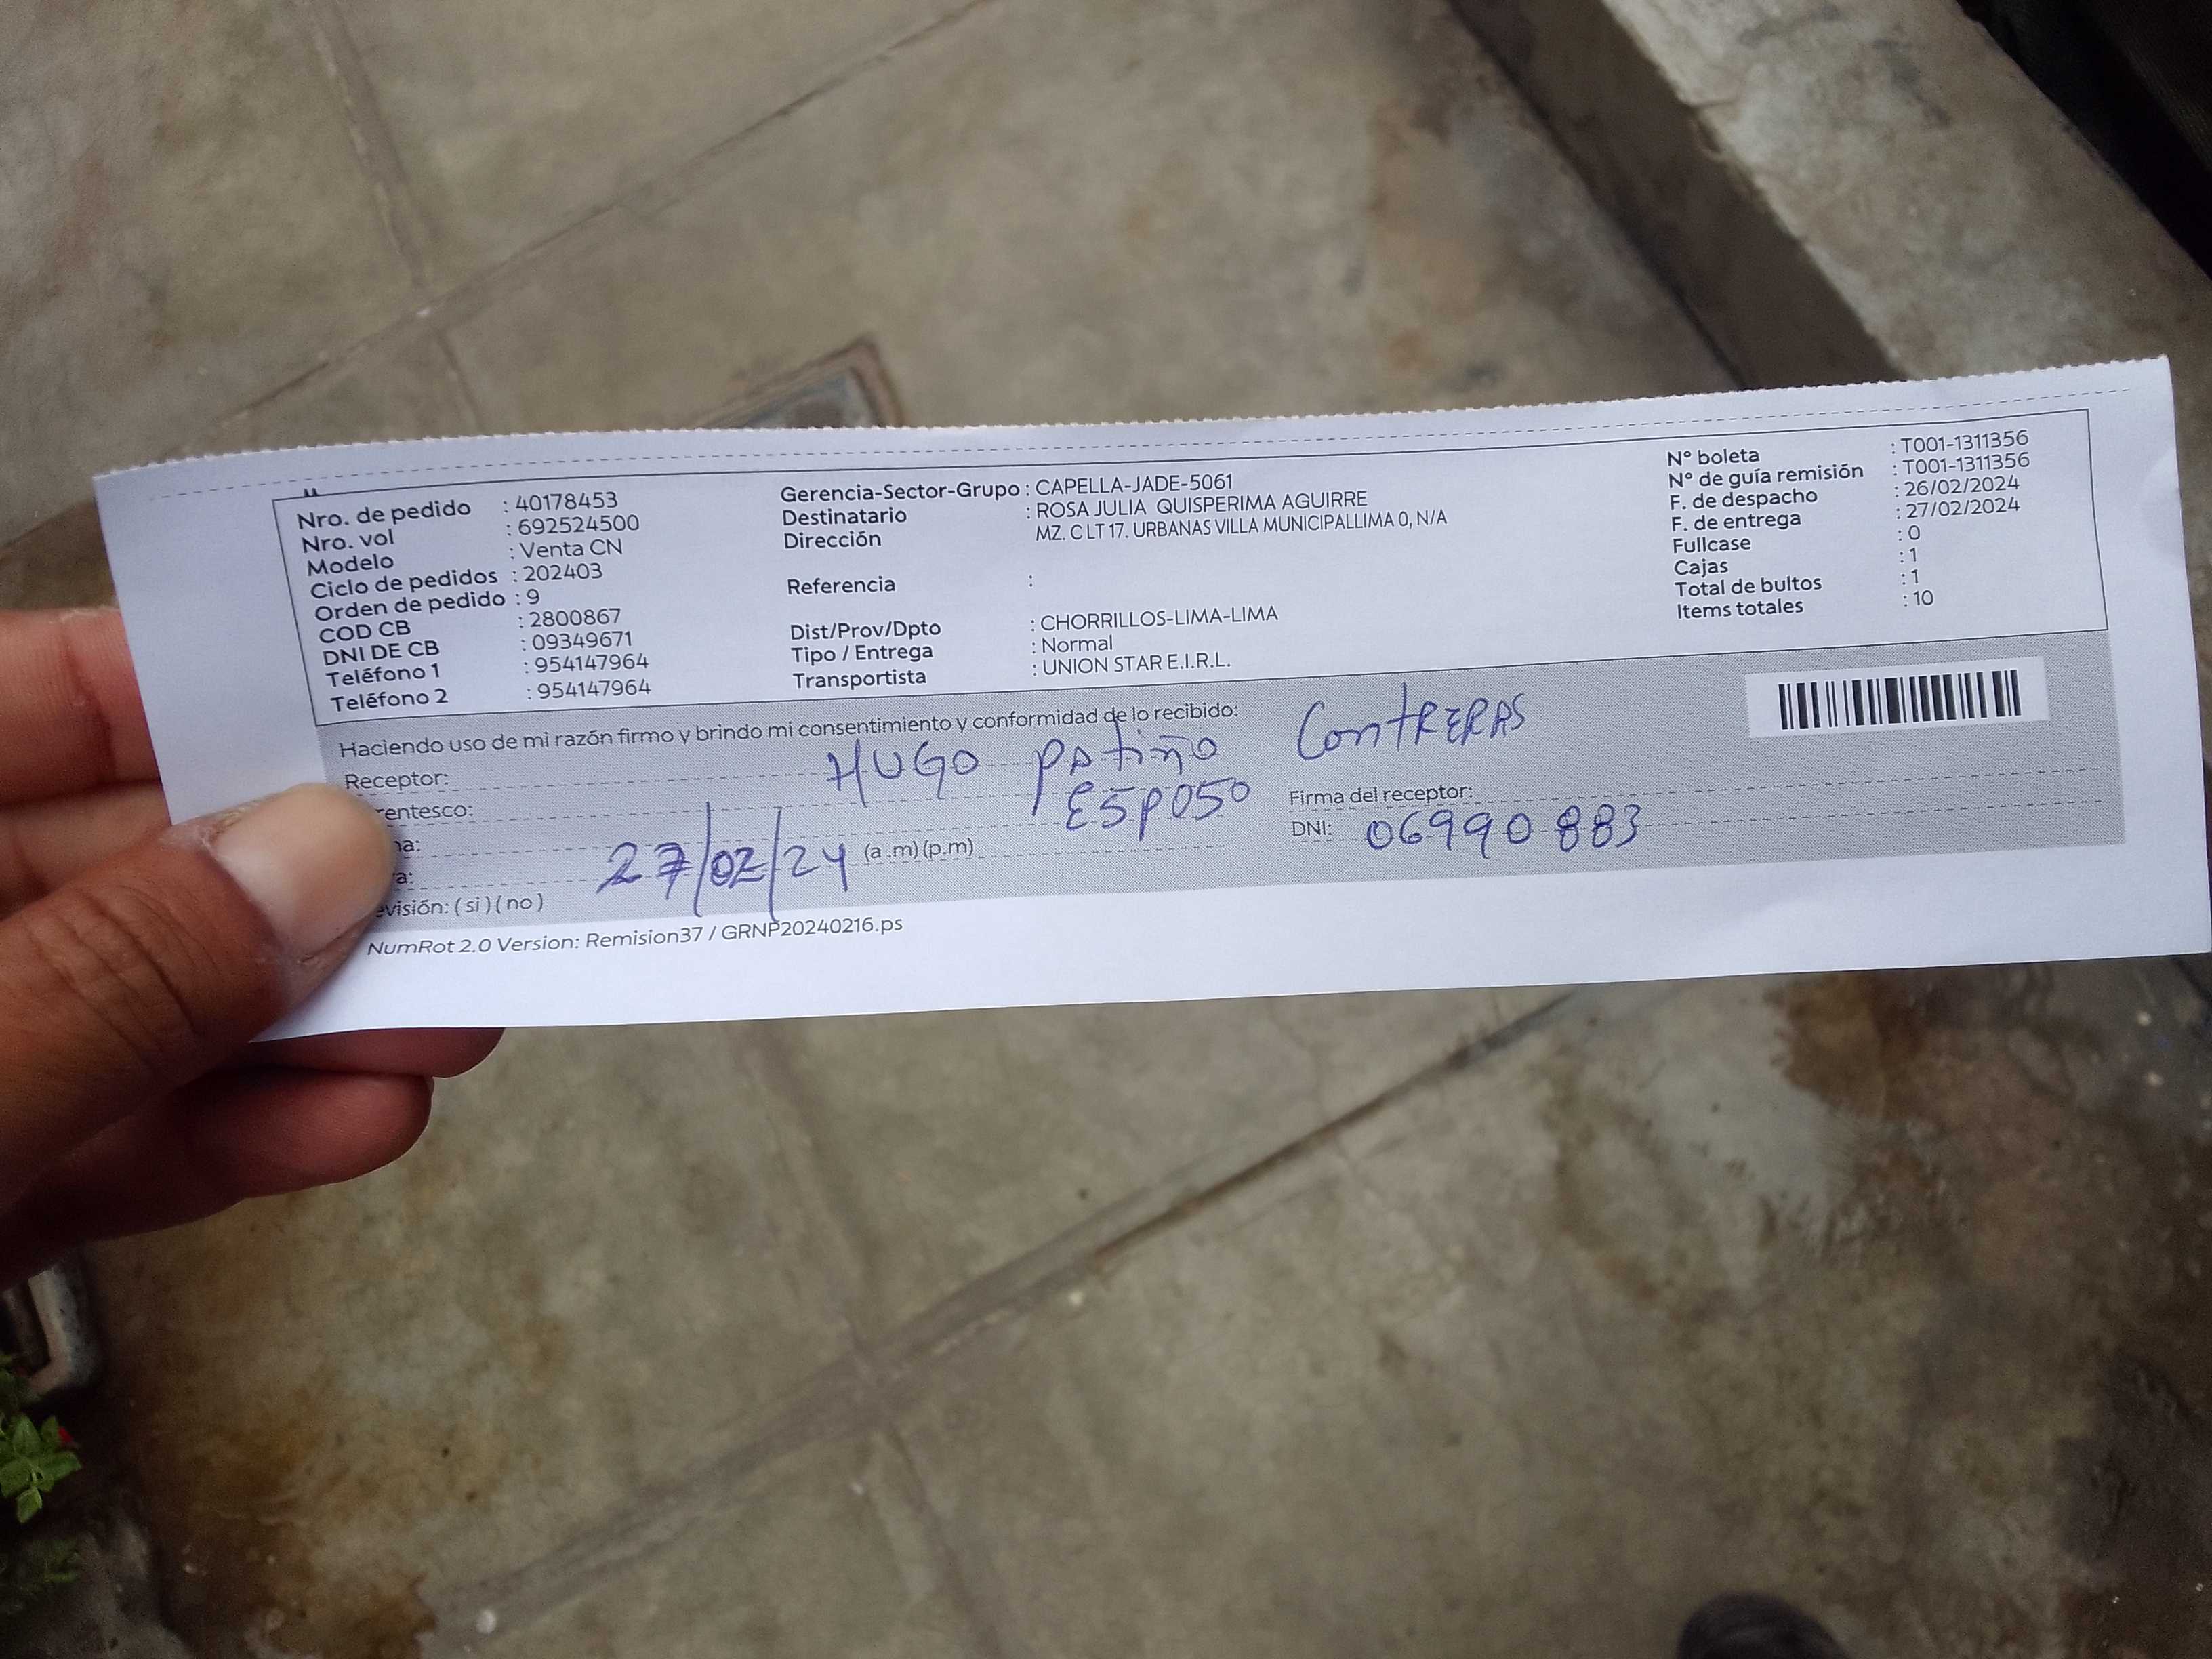 Nro. de pedido : 40178453
Nro. vol : 692524500
Modelo : Venta CN
Ciclo de pedidos : 202403
Orden de pedido : 9
COD CB : 2800867
DNI DE CB : 09349671
Teléfono 1 : 954147964
Teléfono 2 : 954147964
Gerencia-Sector-Grupo : CAPELLA-JADE-5061
Destinatario : ROSA JULIA QUISPERIMA AGUIRRE
Dirección MZ. C LT 17. URBANAS VILLA MUNICIPALLIMA 0, N/A
Referencia :
Dist/Prov/Dpto : CHORRILLOS-LIMA-LIMA
Tipo / Entrega : Normal
Transportista : UNION STAR E.I.R.L.
N° boleta : T001-1311356
N° de guía remisión : T001-1311356
F. de despacho : 26/02/2024
F. de entrega : 27/02/2024
Fullcase : 0
Cajas : 1
Total de bultos : 1
Items totales : 10
Haciendo uso de mi razón firmo y brindo mi consentimiento y conformidad de lo recibido:
Receptor: HUGO Patiño ContRERAS
rentesco: ESPOSO
Firma del receptor:
na: 27/02/24
DNI: 06990883
a: (a.m) (p.m)
evisión: ( si ) ( no )
NumRot 2.0 Version: Remision37 / GRNP20240216.ps